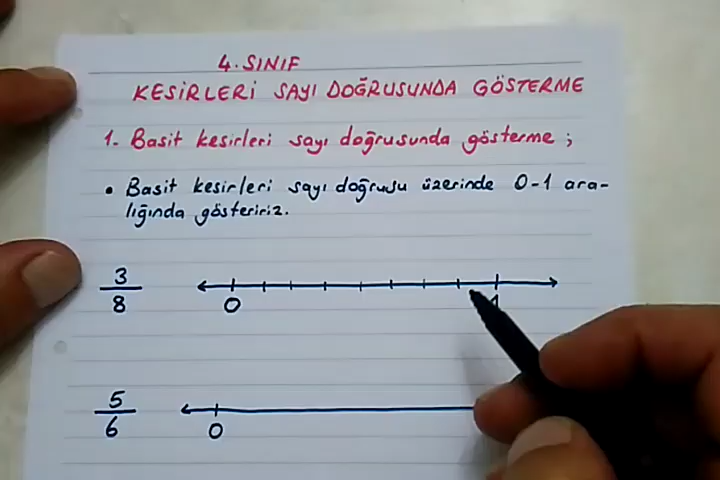 4. SINIF
KESİRLERİ SAYI DOĞRUSUNDA GÖSTERME
1. Basit kesirleri sayı doğrusunda gösterme;
• Basit kesirleri sayı doğrusu üzerinde 0-1 ara-
lığında gösteririz.
3
8
0 1
5
6
0